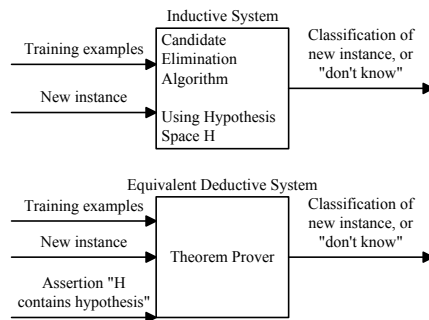 Inductive System
Training examples
New instance
Candidate
Elimination
Algorithm
Using Hypothesis
Space H
Classification of
new instance, or
"don't know"
Equivalent Deductive System
Training examples
New instance
Assertion "H
contains hypothesis"
Theorem Prover
Classification of
new instance, or
"don't know"